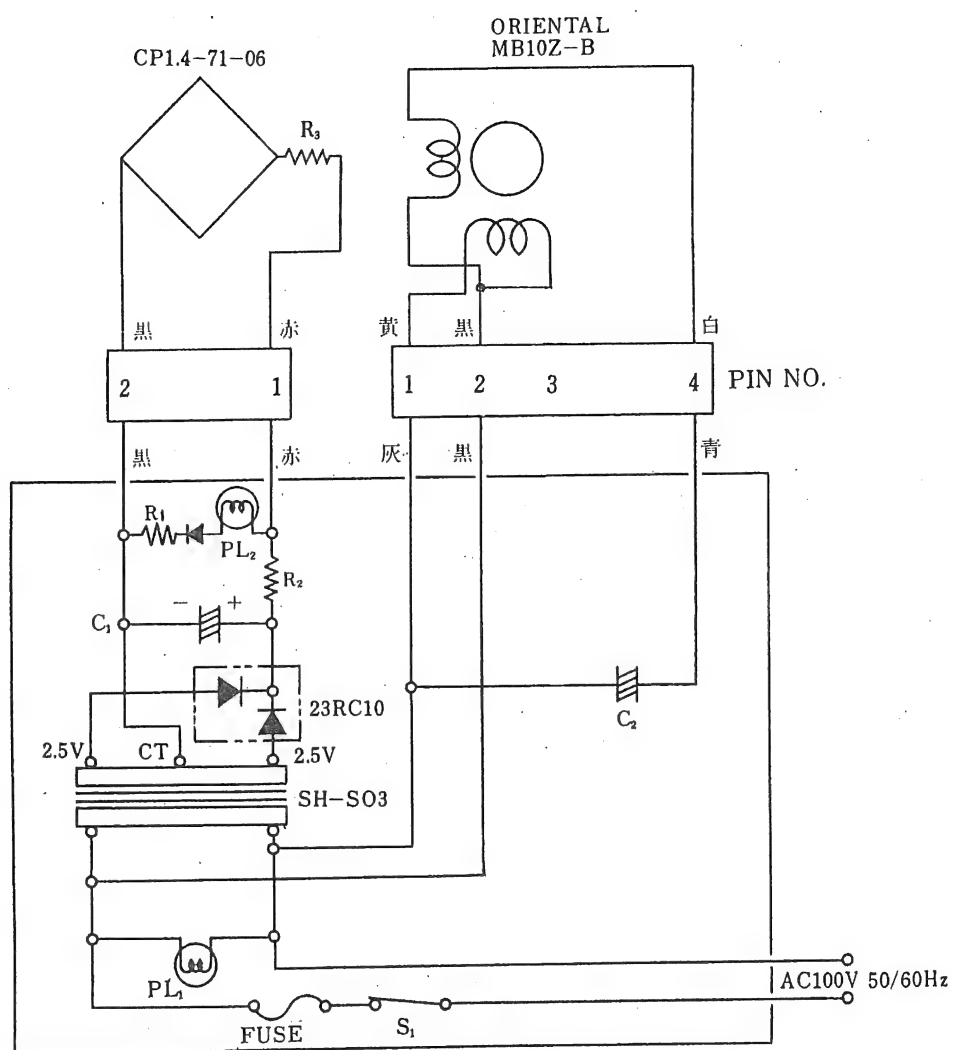 ORIENTAL
MB10Z-B
CP1.4-71-06
R₃
黒 赤 黄 黒 白
2 1 1 2 3 4 PIN NO.
黒 赤 灰 黒 青
R₁
PL₂
R₂
C₁ - +
23RC10
C₂
2.5V CT 2.5V
SH-SO3
PL₁
AC100V 50/60Hz
FUSE S₁